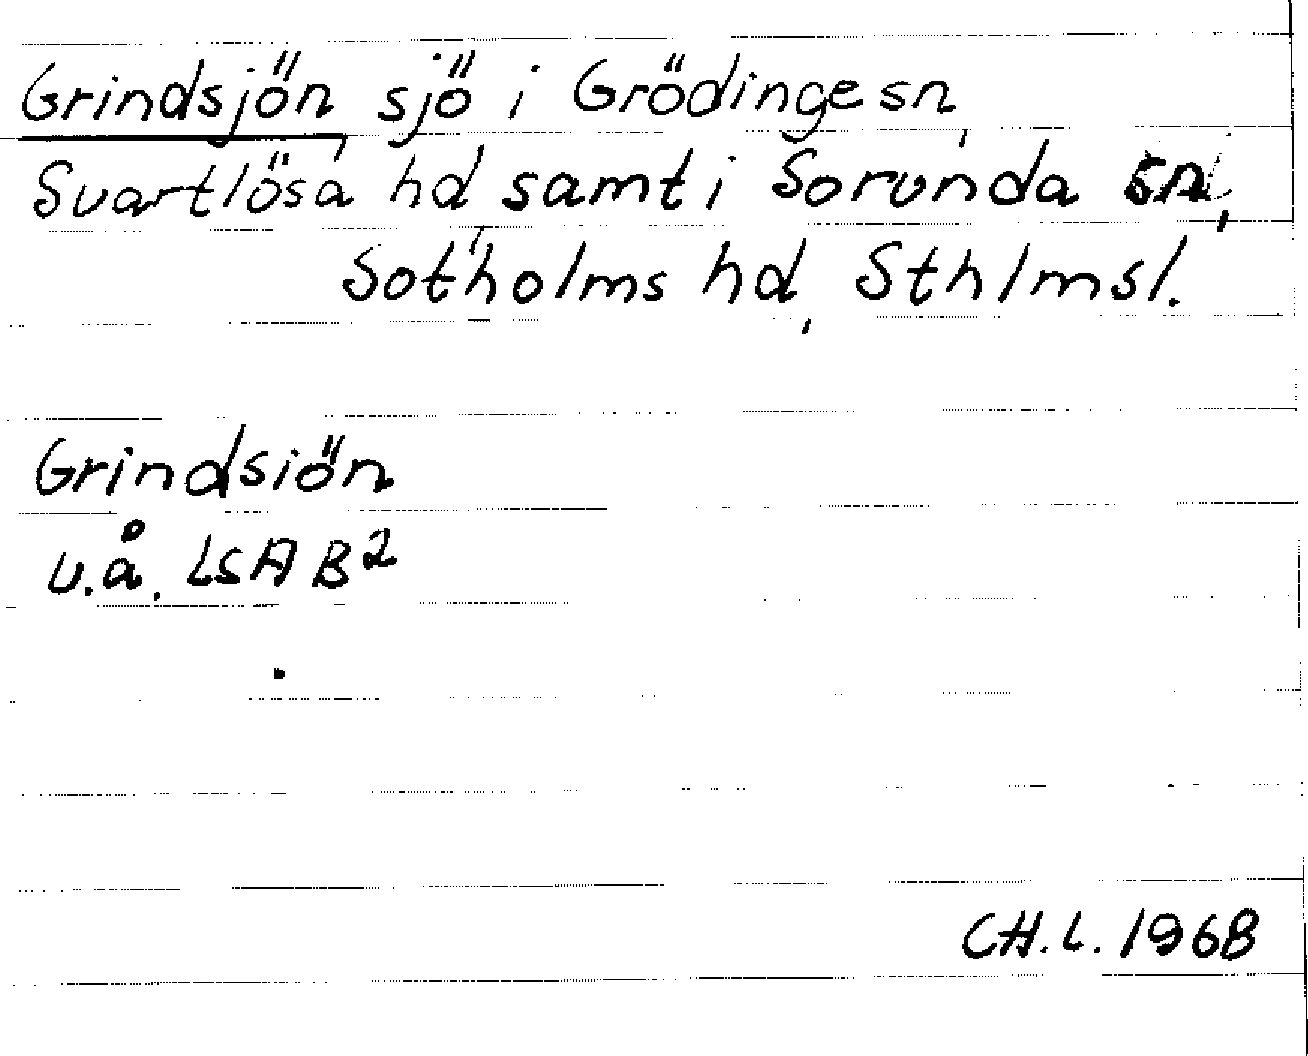 Grindsjön, sjö i Grödinge sn,
Svartlösa hd samt i Sorunda sn,
Sotholms hd, Sthlmsl.
Grindsiön
u.å. LSA B2
CH.L. 1968